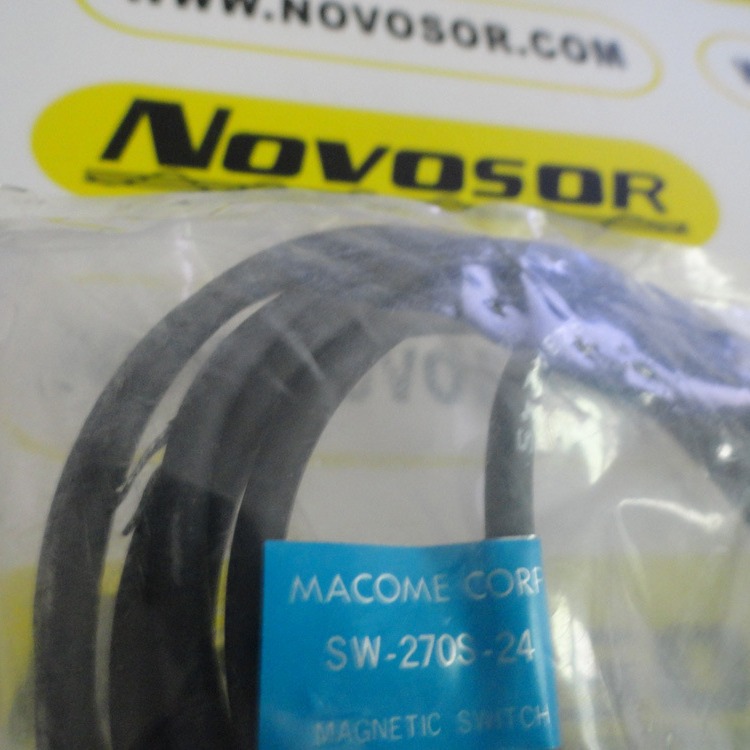 WWW.NOVOSOR.COM
NOVOSOR
MACOME CORP
SW-270S-24
MAGNETIC SWITCH